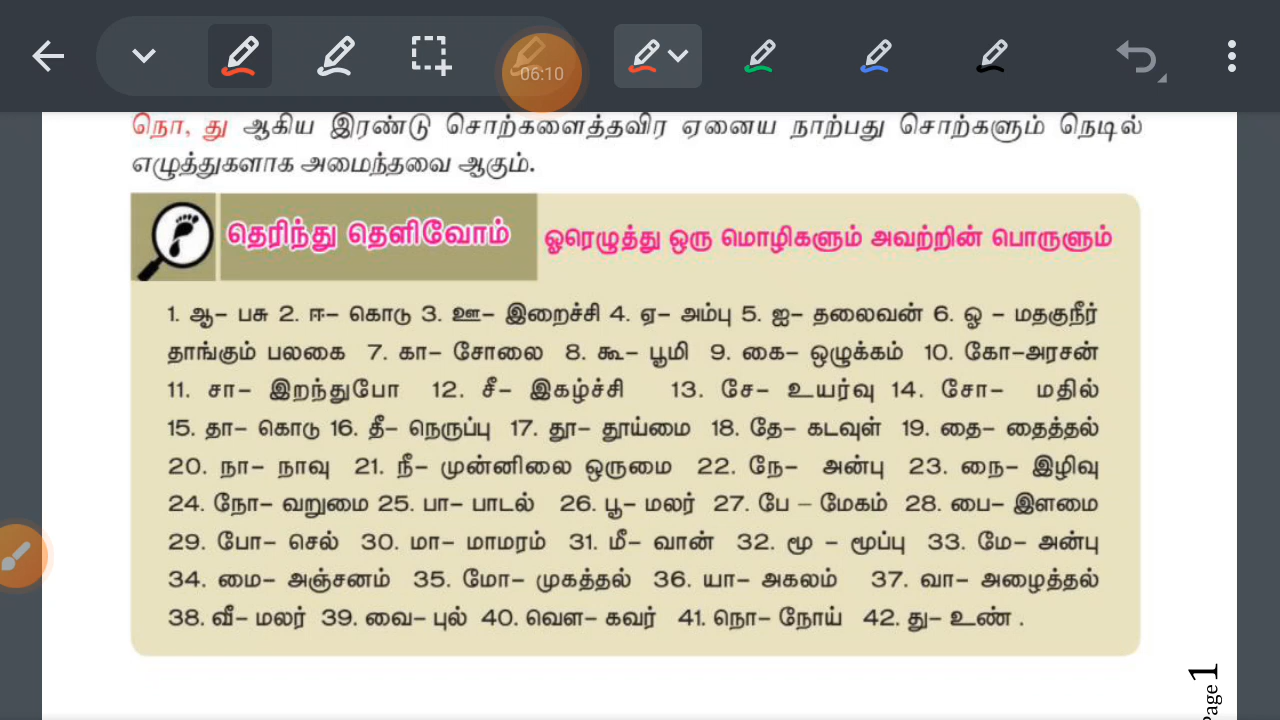 06:10
நொ, து ஆகிய இரண்டு சொற்களைத்தவிர ஏனைய நாற்பது சொற்களும் நெடில்
எழுத்துகளாக அமைந்தவை ஆகும்.
தெரிந்து தெளிவோம் ஓரெழுத்து ஒரு மொழிகளும் அவற்றின் பொருளும்
1. ஆ– பசு 2. ஈ– கொடு 3. ஊ– இறைச்சி 4. ஏ– அம்பு 5. ஐ– தலைவன் 6. ஓ – மதகுநீர்
தாங்கும் பலகை 7. கா– சோலை 8. கூ– பூமி 9. கை– ஒழுக்கம் 10. கோ–அரசன்
11. சா– இறந்துபோ 12. சீ– இகழ்ச்சி 13. சே– உயர்வு 14. சோ– மதில்
15. தா– கொடு 16. தீ– நெருப்பு 17. தூ– தூய்மை 18. தே– கடவுள் 19. தை– தைத்தல்
20. நா– நாவு 21. நீ– முன்னிலை ஒருமை 22. நே– அன்பு 23. நை– இழிவு
24. நோ– வறுமை 25. பா– பாடல் 26. பூ– மலர் 27. பே – மேகம் 28. பை– இளமை
29. போ– செல் 30. மா– மாமரம் 31. மீ– வான் 32. மூ – மூப்பு 33. மே– அன்பு
34. மை– அஞ்சனம் 35. மோ– முகத்தல் 36. யா– அகலம் 37. வா– அழைத்தல்
38. வீ– மலர் 39. வை– புல் 40. வௌ– கவர் 41. நொ– நோய் 42. து– உண் .
Page 1